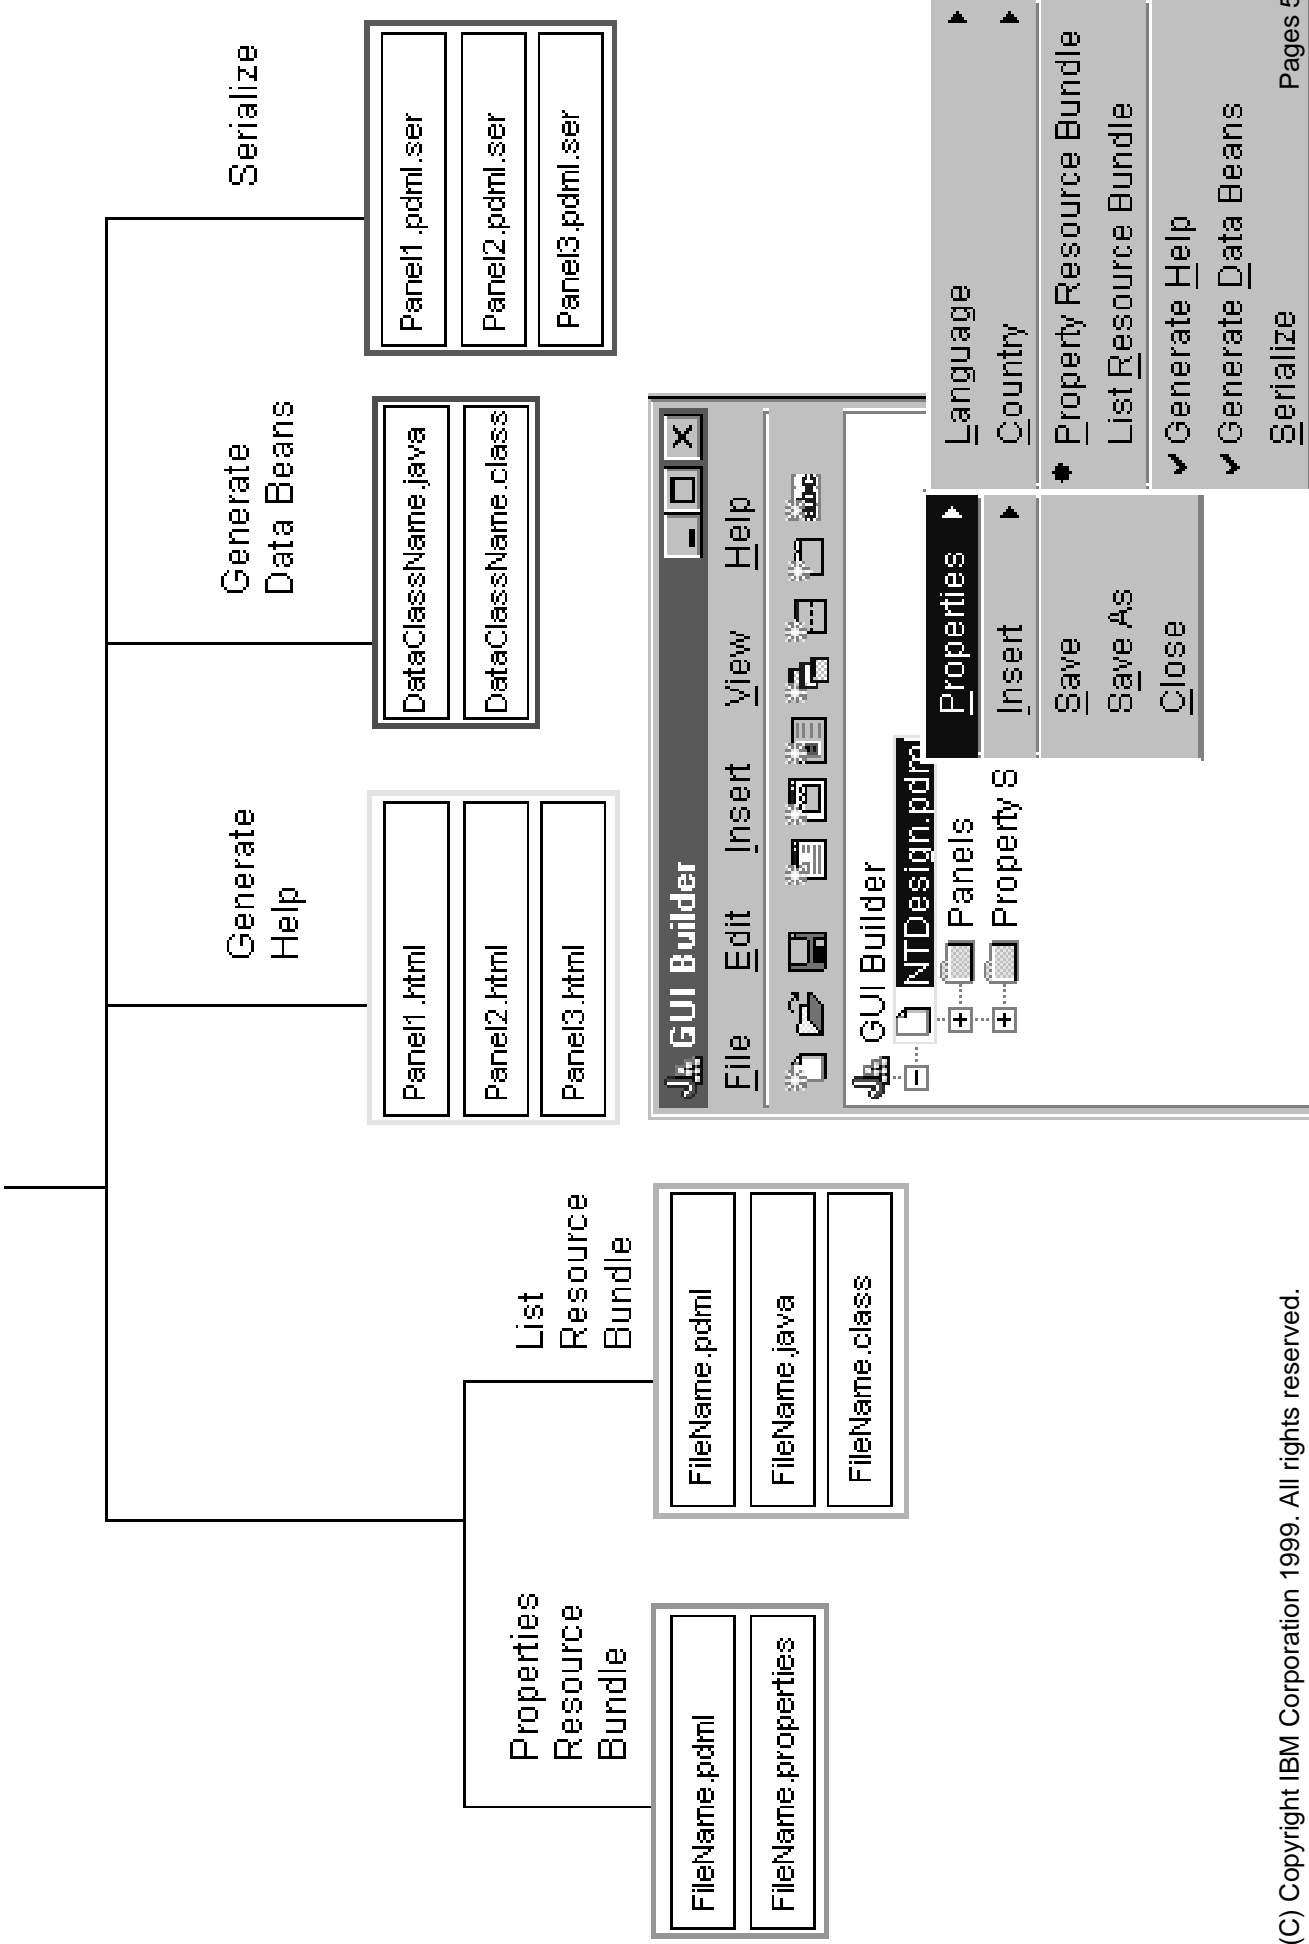 Generate
Help
Generate
Data Beans
Serialize
Panel1.html
Panel2.html
Panel3.html
DataClassName.java
DataClassName.class
Panel1.pdml.ser
Panel2.pdml.ser
Panel3.pdml.ser
Properties
Resource
Bundle
List
Resource
Bundle
FileName.pdml
FileName.properties
FileName.pdml
FileName.java
FileName.class
GUI Builder
File Edit Insert View Help
abc
GUI Builder
NTDesign.pdm
Panels
Property S
Properties
Insert
Save
Save As
Close
Language
Country
Property Resource Bundle
List Resource Bundle
Generate Help
Generate Data Beans
Serialize
(C) Copyright IBM Corporation 1999. All rights reserved.
Pages 5